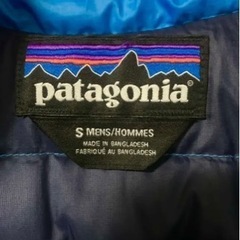 patagonia®
S MENS/HOMMES
MADE IN BANGLADESH
FABRIQUÉ AU BANGLADESH